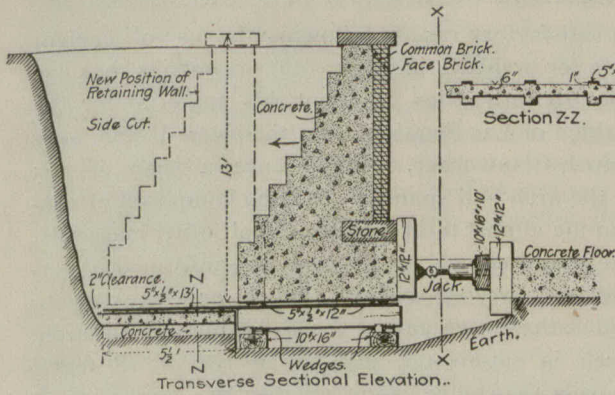 X
New Position of
Retaining Wall.
Side Cut.
Common Brick.
Face Brick.
6"
1"
Section Z-Z.
Concrete.
13'
Stone
12"x12"
10"x16"x10'
12"x12"
Concrete Floor.
Jack.
2" Clearance.
Z
5"x½"x13'
5"x½"x12"
Concrete
10"x16"
Earth.
5½'
Z
Wedges.
X
Transverse Sectional Elevation..